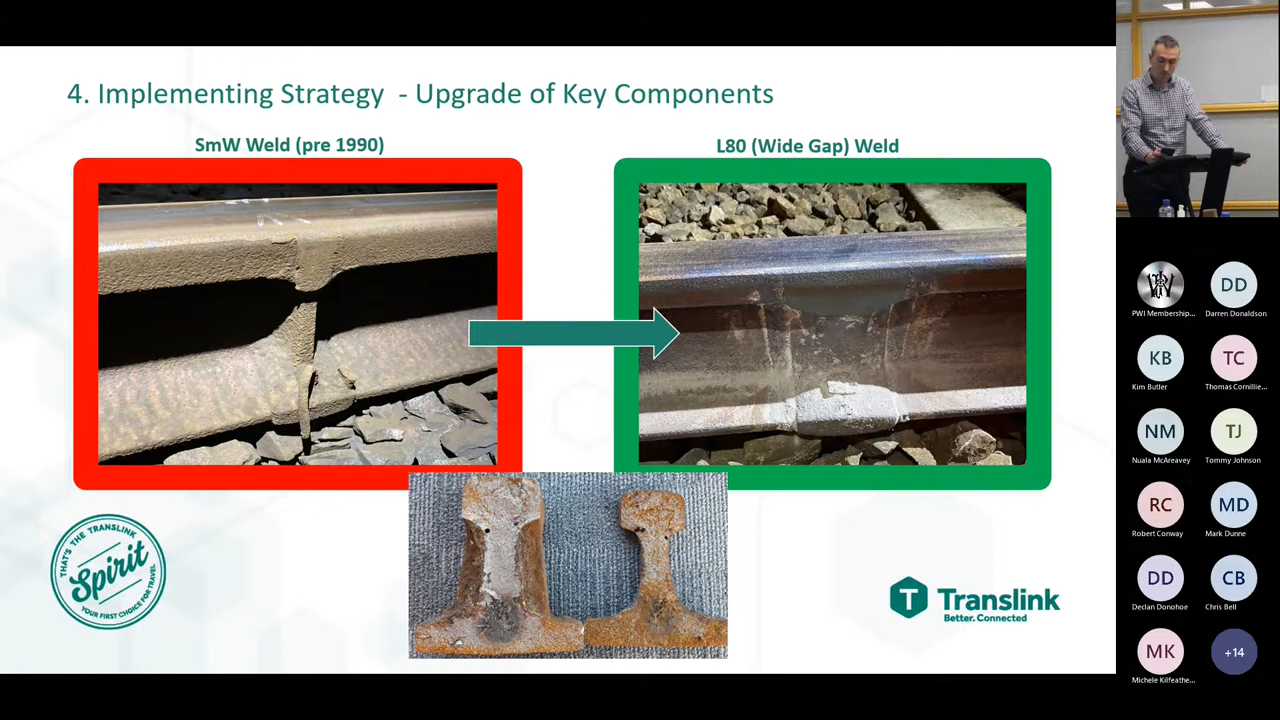 4. Implementing Strategy - Upgrade of Key Components
SmW Weld (pre 1990)
L80 (Wide Gap) Weld
THAT'S THE TRANSLINK
Spirit
YOUR FIRST CHOICE FOR TRAVEL
T
Translink
Better. Connected
PWI Membership...
DD
Darren Donaldson
KB
Kim Butler
TC
Thomas Cornillie...
NM
Nuala McAreavey
TJ
Tommy Johnson
RC
Robert Conway
MD
Mark Dunne
DD
Declan Donohoe
CB
Chris Bell
MK
Michele Kilfeathe...
+14